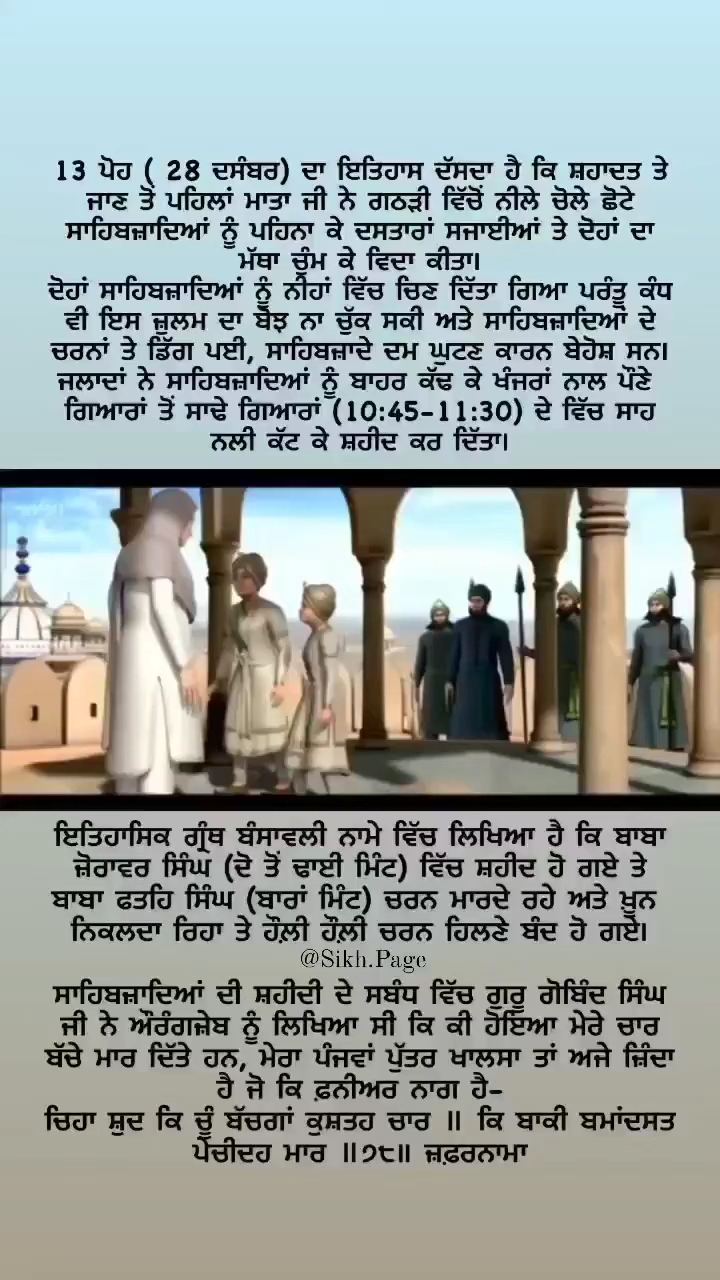 13 ਪੋਹ ( 28 ਦਸੰਬਰ) ਦਾ ਇਤਿਹਾਸ ਦੱਸਦਾ ਹੈ ਕਿ ਸ਼ਹਾਦਤ ਤੇ
ਜਾਣ ਤੋਂ ਪਹਿਲਾਂ ਮਾਤਾ ਜੀ ਨੇ ਗਠੜੀ ਵਿੱਚੋਂ ਨੀਲੇ ਚੋਲੇ ਛੋਟੇ
ਸਾਹਿਬਜ਼ਾਦਿਆਂ ਨੂੰ ਪਹਿਨਾ ਕੇ ਦਸਤਾਰਾਂ ਸਜਾਈਆਂ ਤੇ ਦੋਹਾਂ ਦਾ
ਮੱਥਾ ਚੁੰਮ ਕੇ ਵਿਦਾ ਕੀਤਾ।
ਦੋਹਾਂ ਸਾਹਿਬਜ਼ਾਦਿਆਂ ਨੂੰ ਨੀਹਾਂ ਵਿੱਚ ਚਿਣ ਦਿੱਤਾ ਗਿਆ ਪਰੰਤੂ ਕੰਧ
ਵੀ ਇਸ ਜ਼ੁਲਮ ਦਾ ਬੋਝ ਨਾ ਚੁੱਕ ਸਕੀ ਅਤੇ ਸਾਹਿਬਜ਼ਾਦਿਆਂ ਦੇ
ਚਰਨਾਂ ਤੇ ਡਿੱਗ ਪਈ, ਸਾਹਿਬਜ਼ਾਦੇ ਦਮ ਘੁਟਣ ਕਾਰਨ ਬੇਹੋਸ਼ ਸਨ।
ਜਲਾਦਾਂ ਨੇ ਸਾਹਿਬਜ਼ਾਦਿਆਂ ਨੂੰ ਬਾਹਰ ਕੱਢ ਕੇ ਖੰਜਰਾਂ ਨਾਲ ਪੌਣੇ
ਗਿਆਰਾਂ ਤੋਂ ਸਾਢੇ ਗਿਆਰਾਂ (10:45-11:30) ਦੇ ਵਿੱਚ ਸਾਹ
ਨਲੀ ਕੱਟ ਕੇ ਸ਼ਹੀਦ ਕਰ ਦਿੱਤਾ।
ਇਤਿਹਾਸਿਕ ਗ੍ਰੰਥ ਬੰਸਾਵਲੀ ਨਾਮੇ ਵਿੱਚ ਲਿਖਿਆ ਹੈ ਕਿ ਬਾਬਾ
ਜ਼ੋਰਾਵਰ ਸਿੰਘ (ਦੋ ਤੋਂ ਢਾਈ ਮਿੰਟ) ਵਿੱਚ ਸ਼ਹੀਦ ਹੋ ਗਏ ਤੇ
ਬਾਬਾ ਫਤਹਿ ਸਿੰਘ (ਬਾਰਾਂ ਮਿੰਟ) ਚਰਨ ਮਾਰਦੇ ਰਹੇ ਅਤੇ ਖ਼ੂਨ
ਨਿਕਲਦਾ ਰਿਹਾ ਤੇ ਹੌਲ਼ੀ ਹੌਲ਼ੀ ਚਰਨ ਹਿਲਣੇ ਬੰਦ ਹੋ ਗਏ।
@Sikh.Page
ਸਾਹਿਬਜ਼ਾਦਿਆਂ ਦੀ ਸ਼ਹੀਦੀ ਦੇ ਸਬੰਧ ਵਿੱਚ ਗੁਰੂ ਗੋਬਿੰਦ ਸਿੰਘ
ਜੀ ਨੇ ਔਰੰਗਜ਼ੇਬ ਨੂੰ ਲਿਖਿਆ ਸੀ ਕਿ ਕੀ ਹੋਇਆ ਮੇਰੇ ਚਾਰ
ਬੱਚੇ ਮਾਰ ਦਿੱਤੇ ਹਨ, ਮੇਰਾ ਪੰਜਵਾਂ ਪੁੱਤਰ ਖਾਲਸਾ ਤਾਂ ਅਜੇ ਜ਼ਿੰਦਾ
ਹੈ ਜੋ ਕਿ ਫ਼ਨੀਅਰ ਨਾਗ ਹੈ-
ਚਿਹਾ ਸ਼ੁਦ ਕਿ ਚੂੰ ਬੱਚਗਾਂ ਕੁਸ਼ਤਹ ਚਾਰ ॥ ਕਿ ਬਾਕੀ ਬਮਾਂਦਸਤ
ਪੇਚੀਦਹ ਮਾਰ ॥੭੮॥ ਜ਼ਫ਼ਰਨਾਮਾ